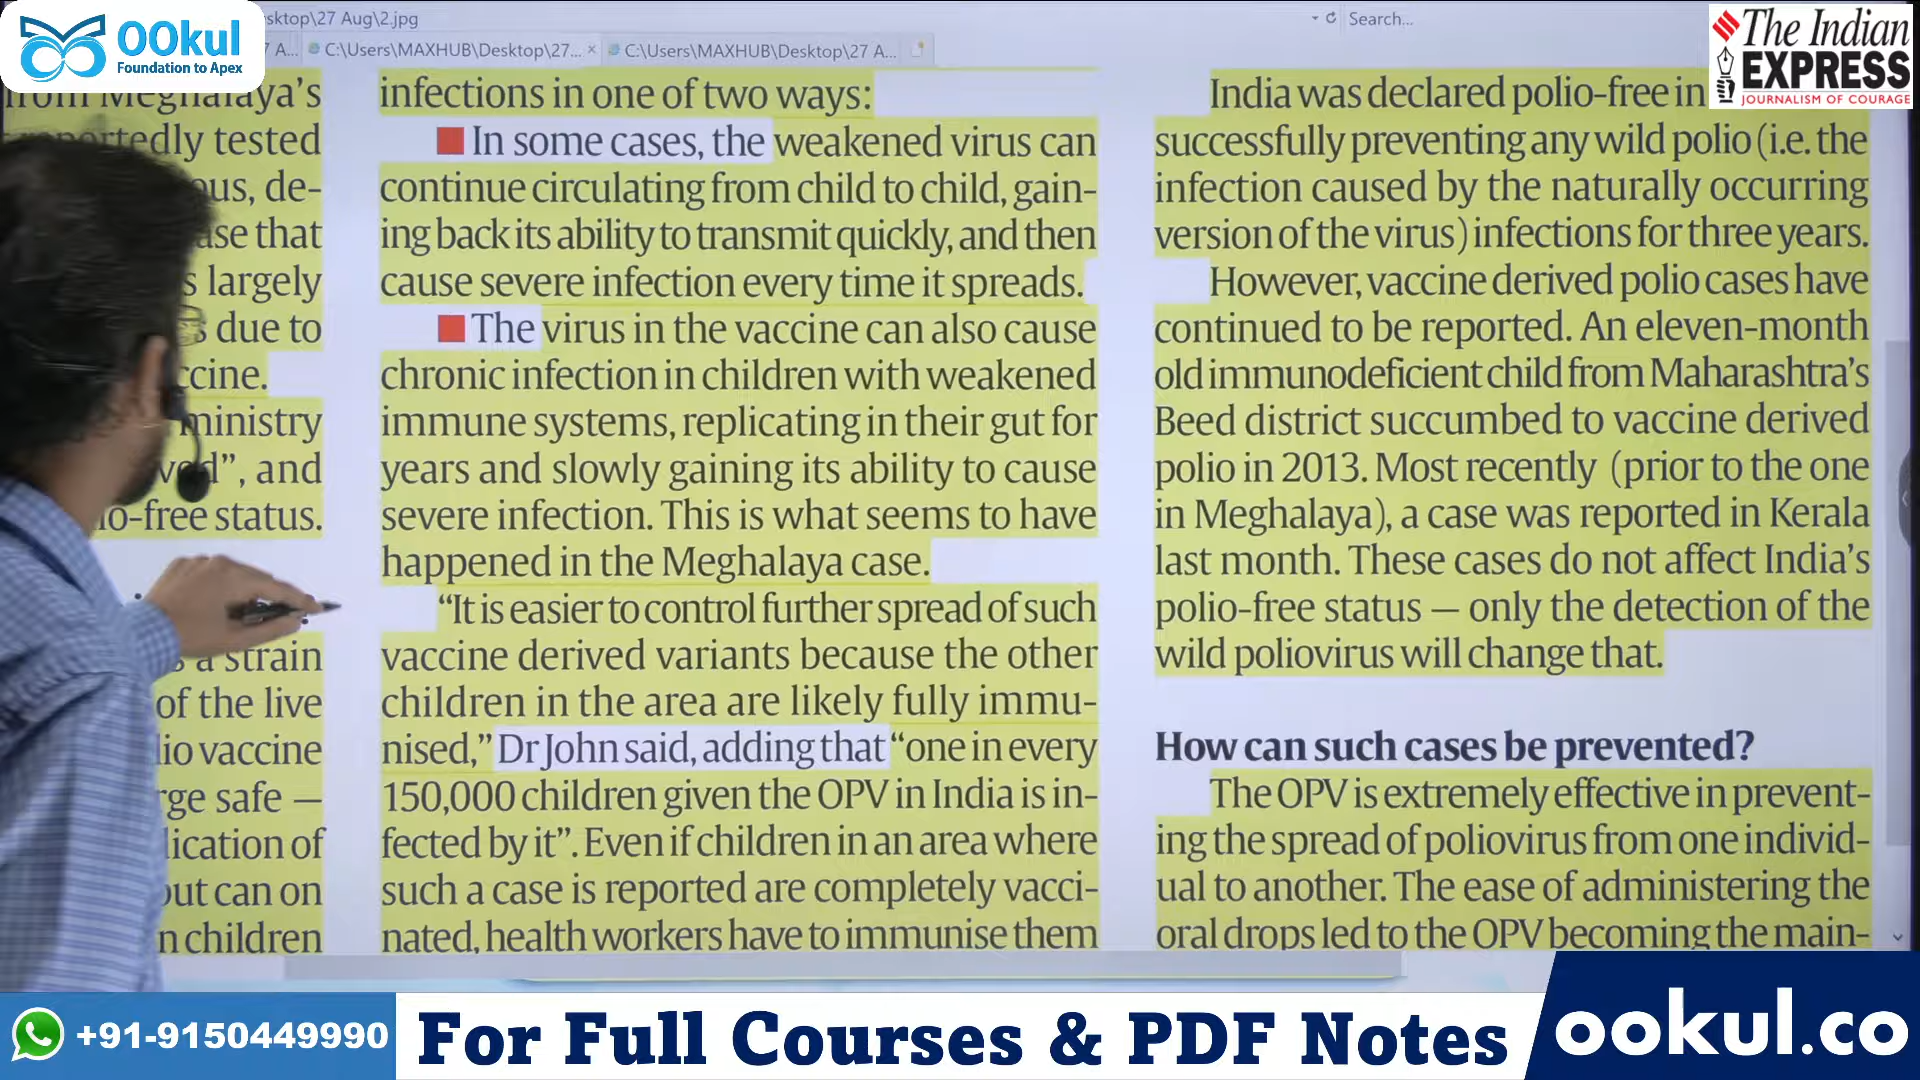 OOkul
Foundation to Apex
sktop\27 Aug\2.jpg
Search...
The Indian
EXPRESS
JOURNALISM OF COURAGE
7 A...
C:\Users\MAXHUB\Desktop\27...
C:\Users\MAXHUB\Desktop\27 A...
from Meghalaya's
reportedly tested
ous, de-
ase that
s largely
s due to
ccine.
ministry
ved", and
io-free status.
s a strain
of the live
lio vaccine
rge safe —
lication of
but can on
n children
infections in one of two ways:
In some cases, the weakened virus can
continue circulating from child to child, gain-
ing back its ability to transmit quickly, and then
cause severe infection every time it spreads.
The virus in the vaccine can also cause
chronic infection in children with weakened
immune systems, replicating in their gut for
years and slowly gaining its ability to cause
severe infection. This is what seems to have
happened in the Meghalaya case.
"It is easier to control further spread of such
vaccine derived variants because the other
children in the area are likely fully immu-
nised," Dr John said, adding that "one in every
150,000 children given the OPV in India is in-
fected by it". Even if children in an area where
such a case is reported are completely vacci-
nated, health workers have to immunise them
India was declared polio-free in
successfully preventing any wild polio (i.e. the
infection caused by the naturally occurring
version of the virus) infections for three years.
However, vaccine derived polio cases have
continued to be reported. An eleven-month
old immunodeficient child from Maharashtra's
Beed district succumbed to vaccine derived
polio in 2013. Most recently (prior to the one
in Meghalaya), a case was reported in Kerala
last month. These cases do not affect India's
polio-free status — only the detection of the
wild poliovirus will change that.
How can such cases be prevented?
The OPV is extremely effective in prevent-
ing the spread of poliovirus from one individ-
ual to another. The ease of administering the
oral drops led to the OPV becoming the main-
+91-9150449990
For Full Courses & PDF Notes
ookul.co